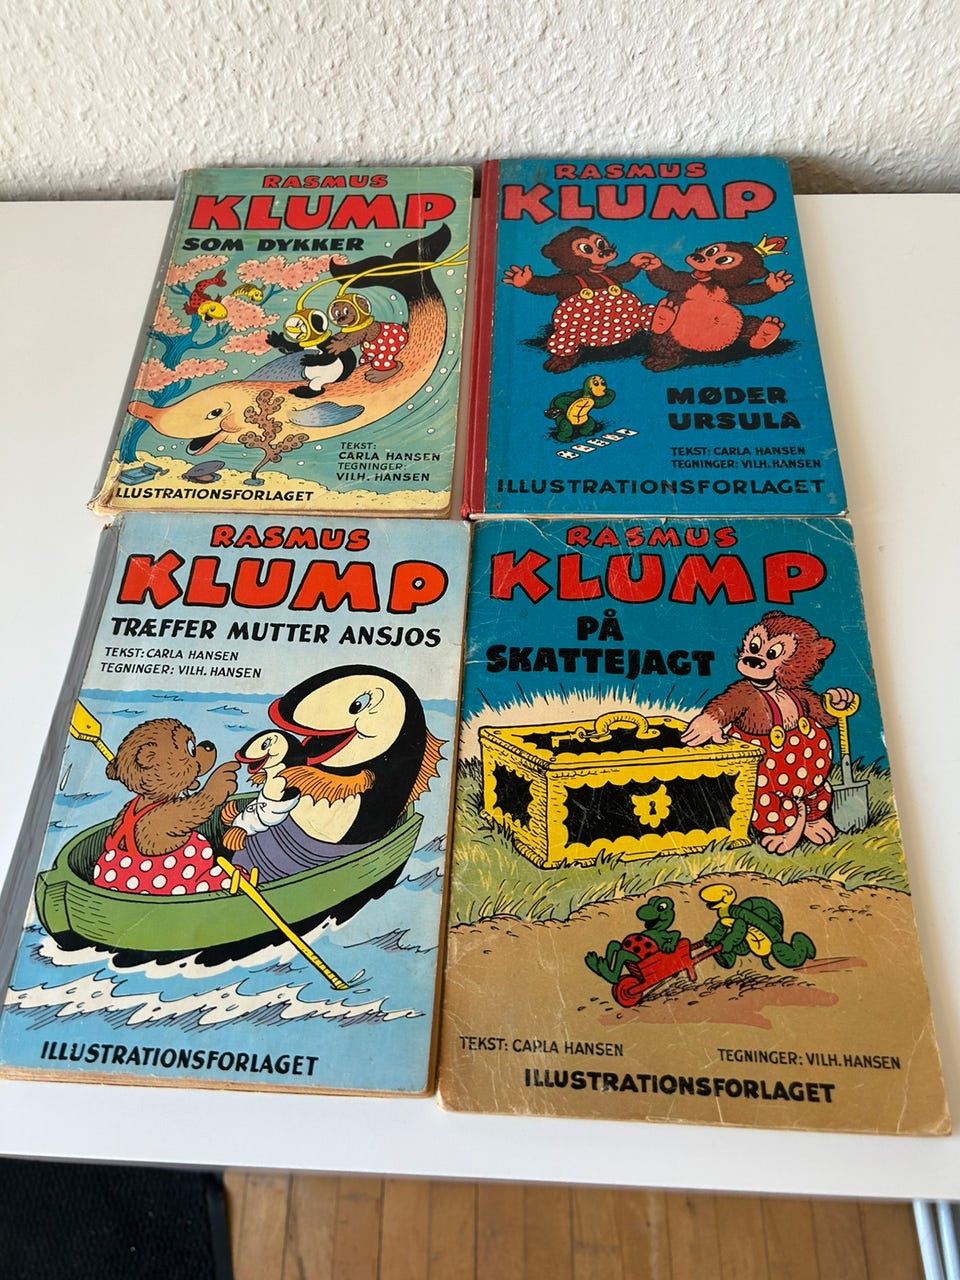 RASMUS
KLUMP
SOM DYKKER
TEKST:
CARLA HANSEN
TEGNINGER:
VILH. HANSEN
ILLUSTRATIONSFORLAGET
RASMUS
KLUMP
MØDER
URSULA
TEKST: CARLA HANSEN
TEGNINGER: VILH. HANSEN
ILLUSTRATIONSFORLAGET
RASMUS
KLUMP
TRÆFFER MUTTER ANSJOS
TEKST: CARLA HANSEN
TEGNINGER: VILH. HANSEN
ILLUSTRATIONSFORLAGET
RASMUS
KLUMP
PÅ
SKATTEJAGT
TEKST: CARLA HANSEN
TEGNINGER: VILH. HANSEN
ILLUSTRATIONSFORLAGET